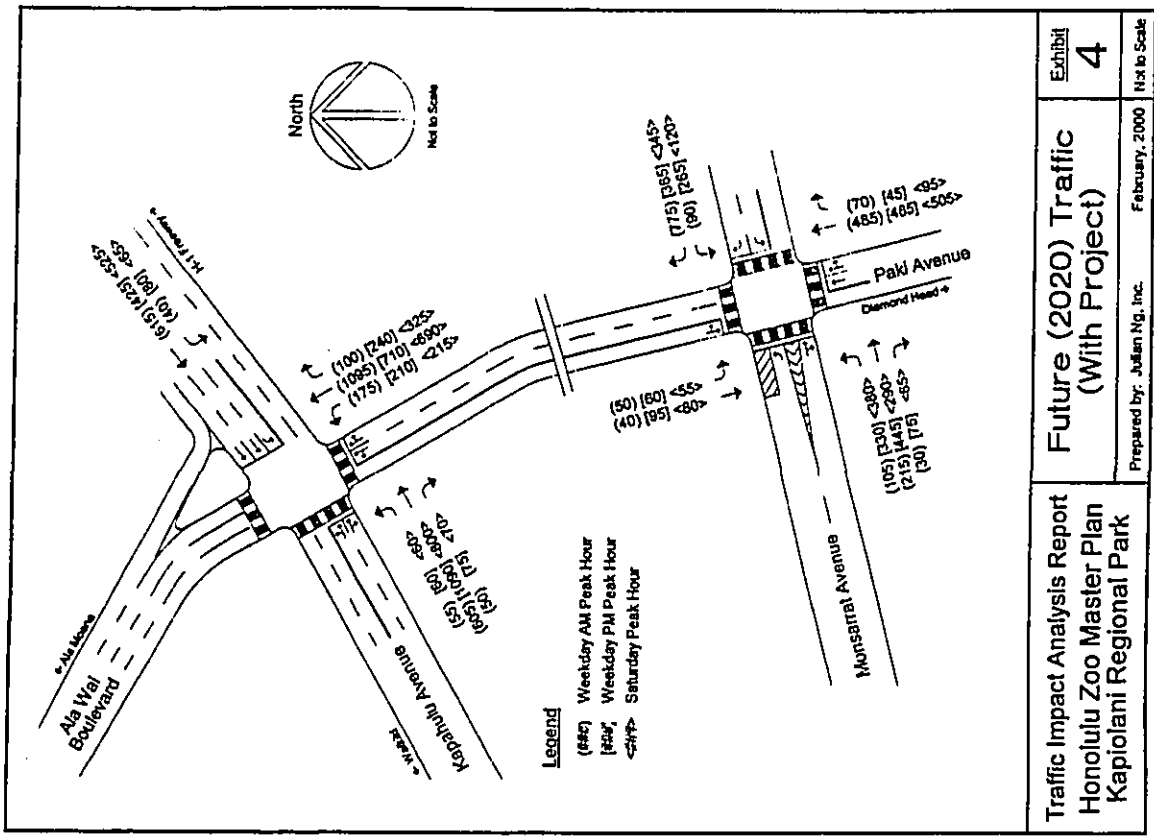 North
Not to Scale
H-1 Freeway →
← Ala Moana
Ala Wai
Boulevard
(615) [425] <525>
(40) [80] <65>
(100) [240] <325>
(1095) [710] <690>
(175) [210] <215>
(55) [60] <60>
(605) [1090] <800>
(50) [75] <70>
← Waikiki
Kapahulu Avenue
(775) [365] <345>
(90) [265] <120>
(70) [45] <95>
(485) [485] <505>
Paki Avenue
Diamond Head →
(50) [60] <55>
(40) [95] <60>
(105) [330] <380>
(215) [445] <290>
(30) [75] <65>
Monsarrat Avenue
Legend
(###) Weekday AM Peak Hour
[###] Weekday PM Peak Hour
<###> Saturday Peak Hour
Traffic Impact Analysis Report
Honolulu Zoo Master Plan
Kapiolani Regional Park
Future (2020) Traffic
(With Project)
Prepared by: Julian Ng, Inc. February, 2000
Exhibit
4
Not to Scale